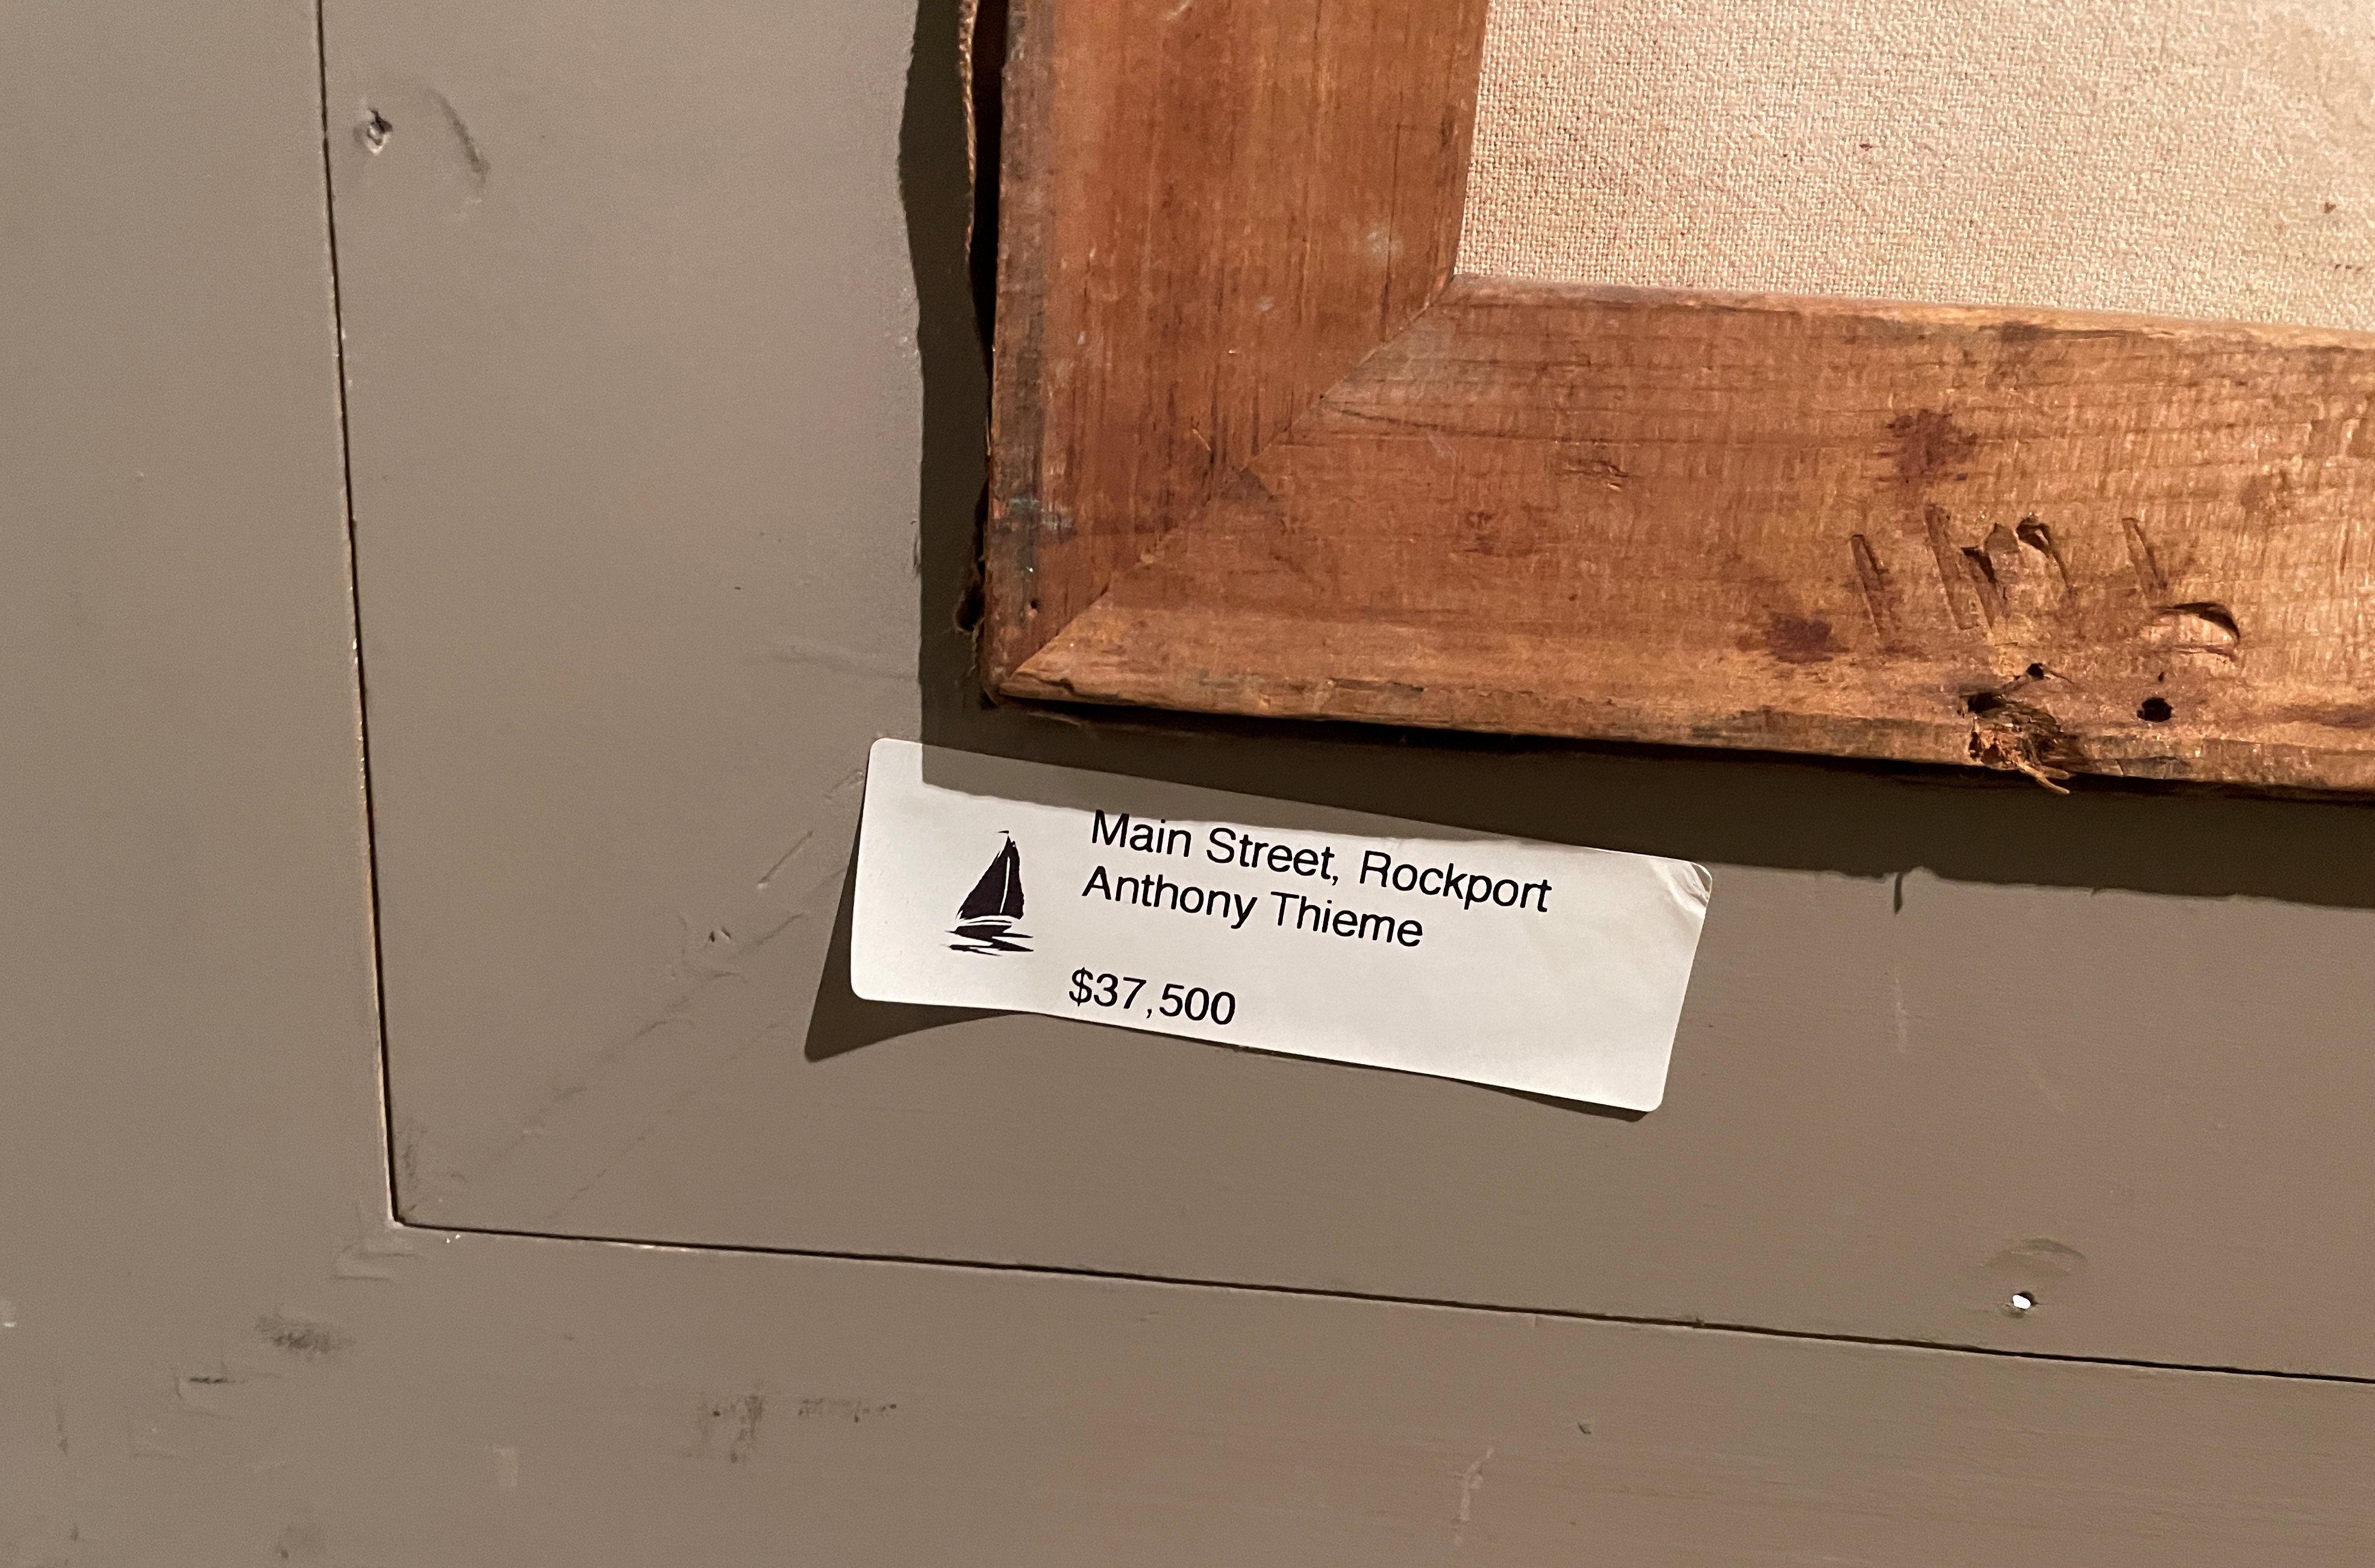 Main Street, Rockport
Anthony Thieme
$37,500